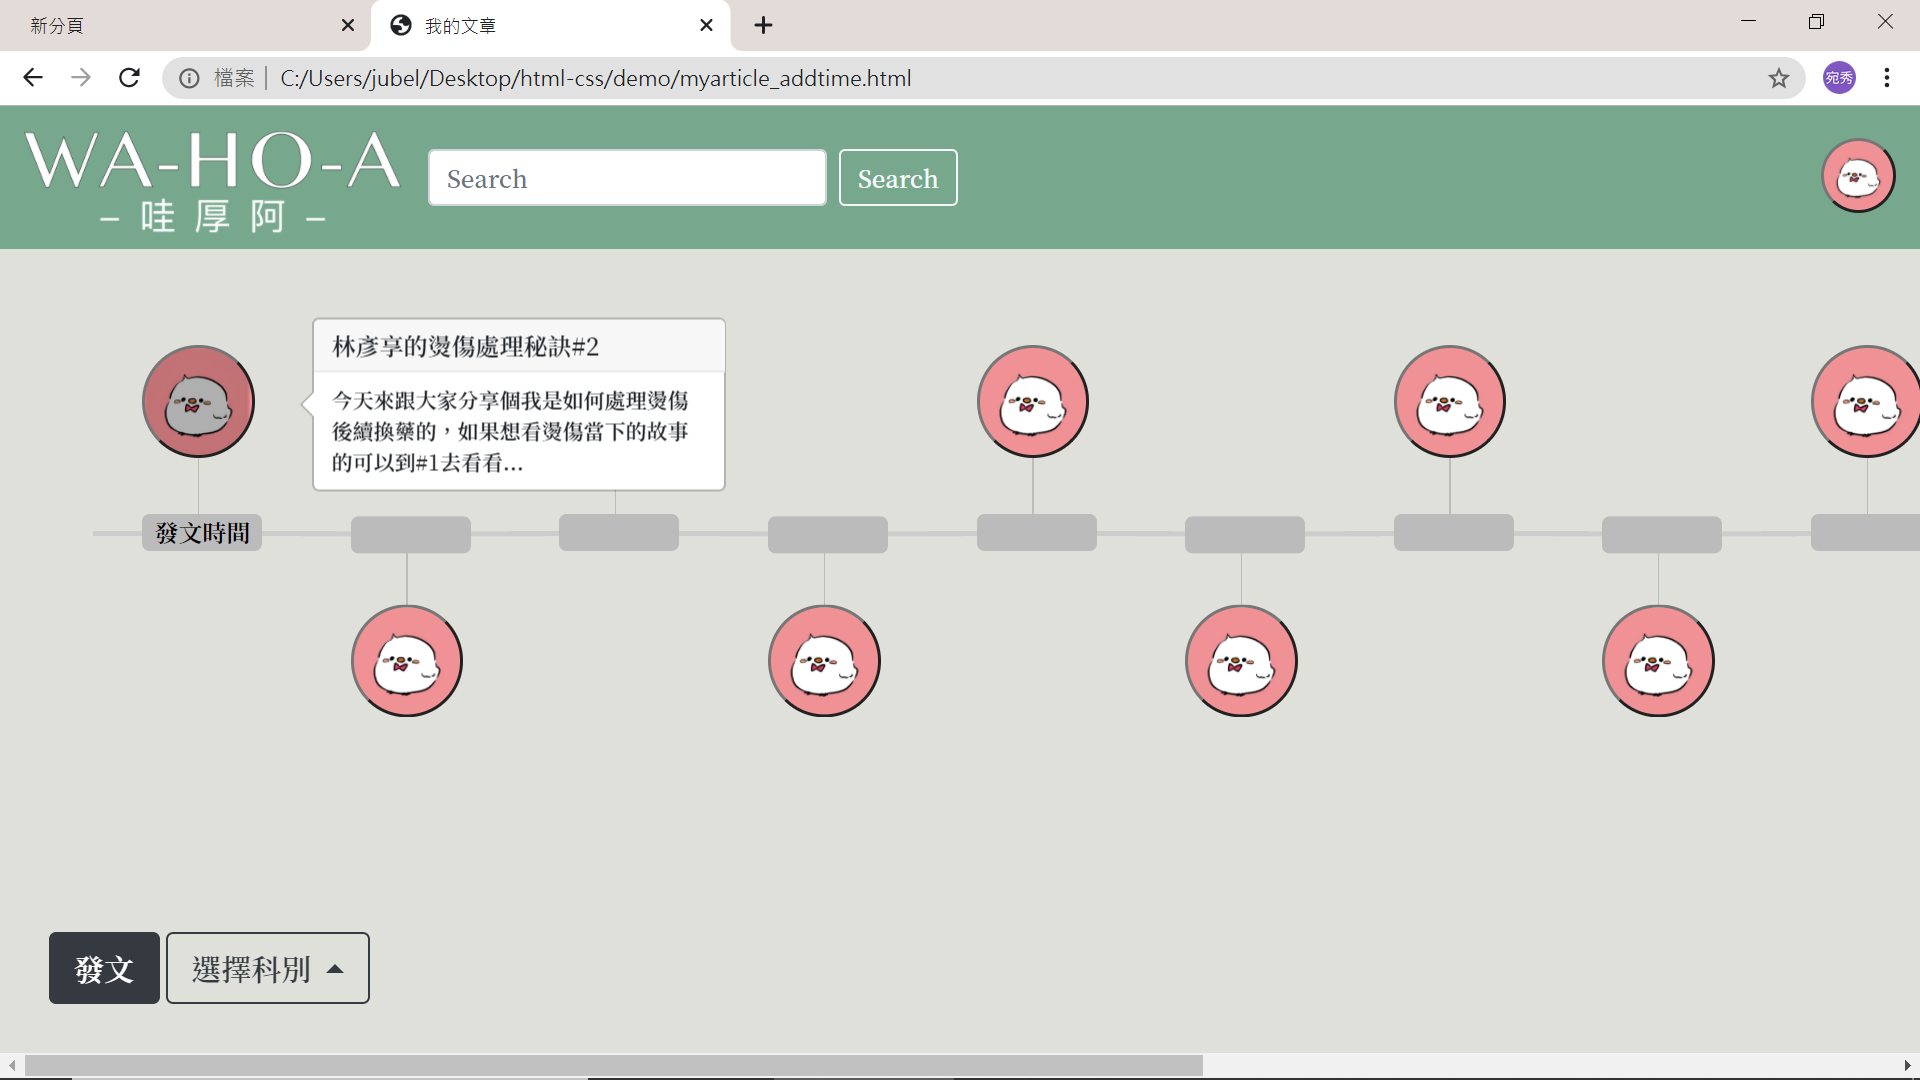 新分頁
我的文章
檔案
C:/Users/jubel/Desktop/html-css/demo/myarticle_addtime.html
宛秀
WA-HO-A
– 哇厚阿 –
Search
Search
林彥享的燙傷處理秘訣#2
今天來跟大家分享個我是如何處理燙傷
後續換藥的，如果想看燙傷當下的故事
的可以到#1去看看...
發文時間
發文
選擇科別